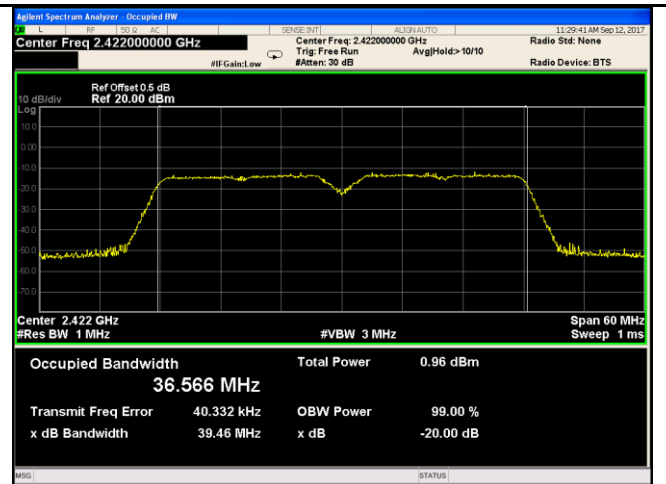 Agilent Spectrum Analyzer - Occupied BW
L RF 50 Ω AC SENSE:INT ALIGNAUTO 11:29:41 AM Sep 12, 2017
Center Freq 2.422000000 GHz
Center Freq: 2.422000000 GHz Radio Std: None
Trig: Free Run Avg|Hold:> 10/10
#IFGain:Low #Atten: 30 dB Radio Device: BTS
Ref Offset 0.5 dB
10 dB/div Ref 20.00 dBm
Log
10.0
0.00
-10.0
-20.0
-30.0
-40.0
-50.0
-60.0
-70.0
Center 2.422 GHz Span 60 MHz
#Res BW 1 MHz #VBW 3 MHz Sweep 1 ms
Occupied Bandwidth Total Power 0.96 dBm
36.566 MHz
Transmit Freq Error 40.332 kHz OBW Power 99.00 %
x dB Bandwidth 39.46 MHz x dB -20.00 dB
MSG STATUS